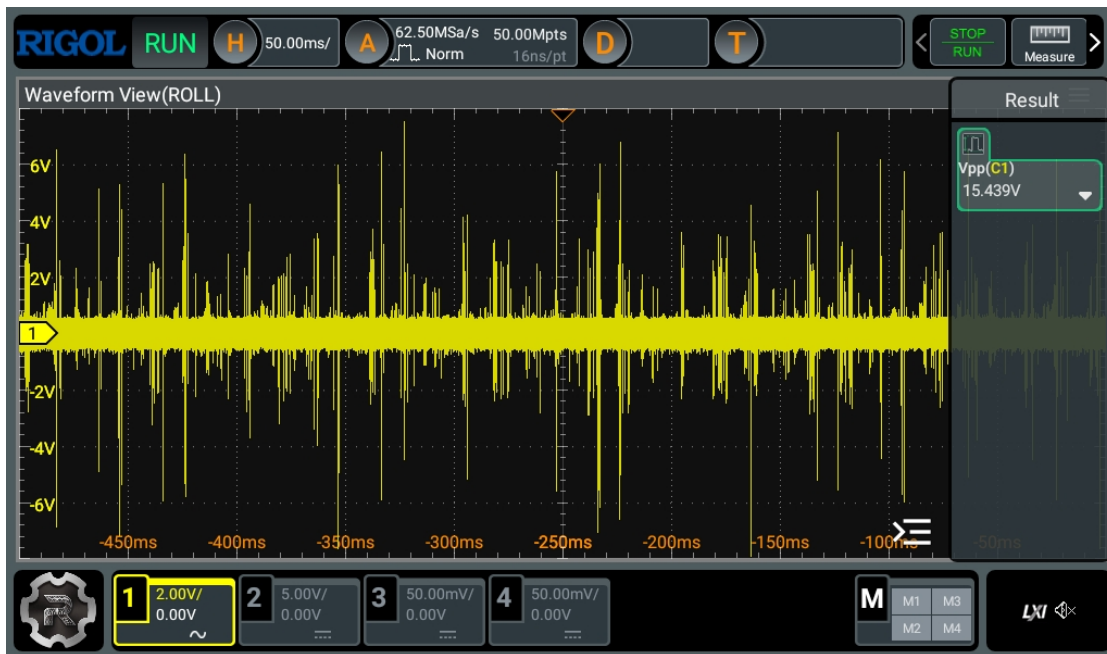 RIGOL RUN H 50.00ms/ A 62.50MSa/s 50.00Mpts D T STOP
Norm 16ns/pt RUN Measure
Waveform View(ROLL) Result
Vpp(C1)
15.439V
6V
4V
2V
1
-2V
-4V
-6V
-450ms -400ms -350ms -300ms -250ms -200ms -150ms -100ms -50ms
1 2.00V/ 2 5.00V/ 3 50.00mV/ 4 50.00mV/ M M1 M3
0.00V 0.00V 0.00V 0.00V M2 M4
R LXI